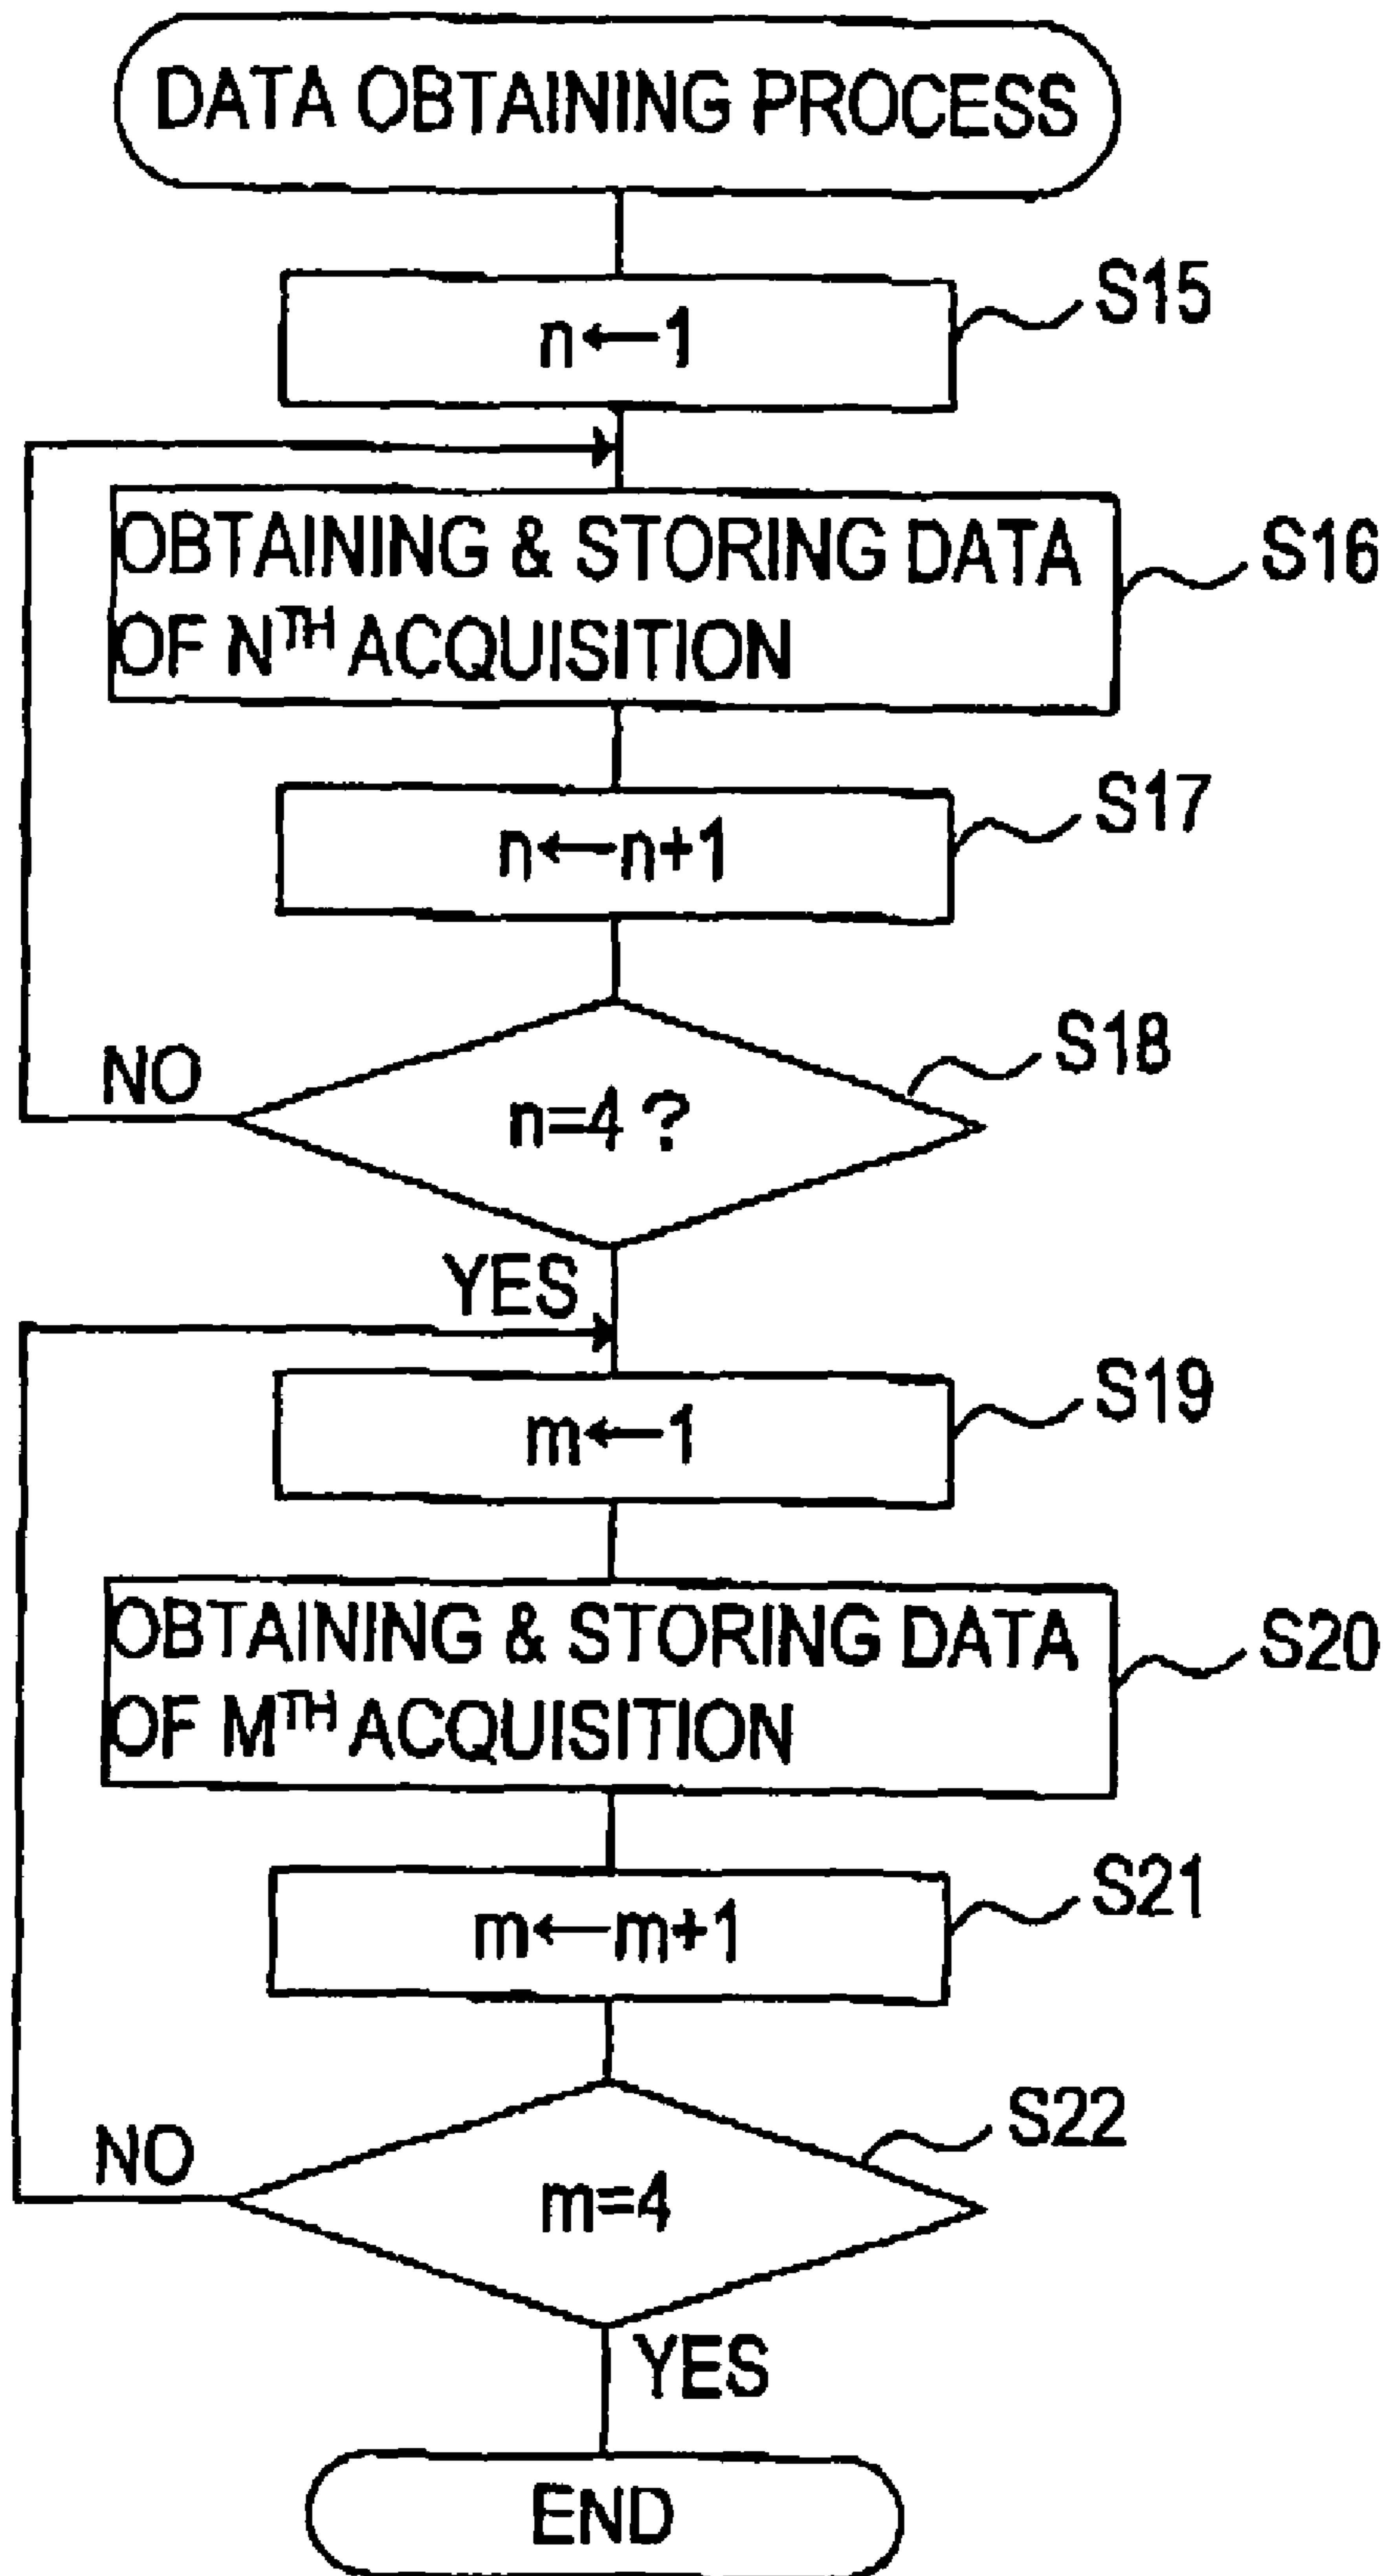 DATA OBTAINING PROCESS
n←1
S15
OBTAINING & STORING DATA
OF NTH ACQUISITION
S16
n←n+1
S17
n=4?
S18
NO
YES
m←1
S19
OBTAINING & STORING DATA
OF MTH ACQUISITION
S20
m←m+1
S21
m=4
S22
NO
YES
END